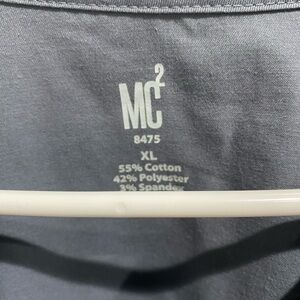 MC²
8475
XL
55% Cotton
42% Polyester
3% Spandex